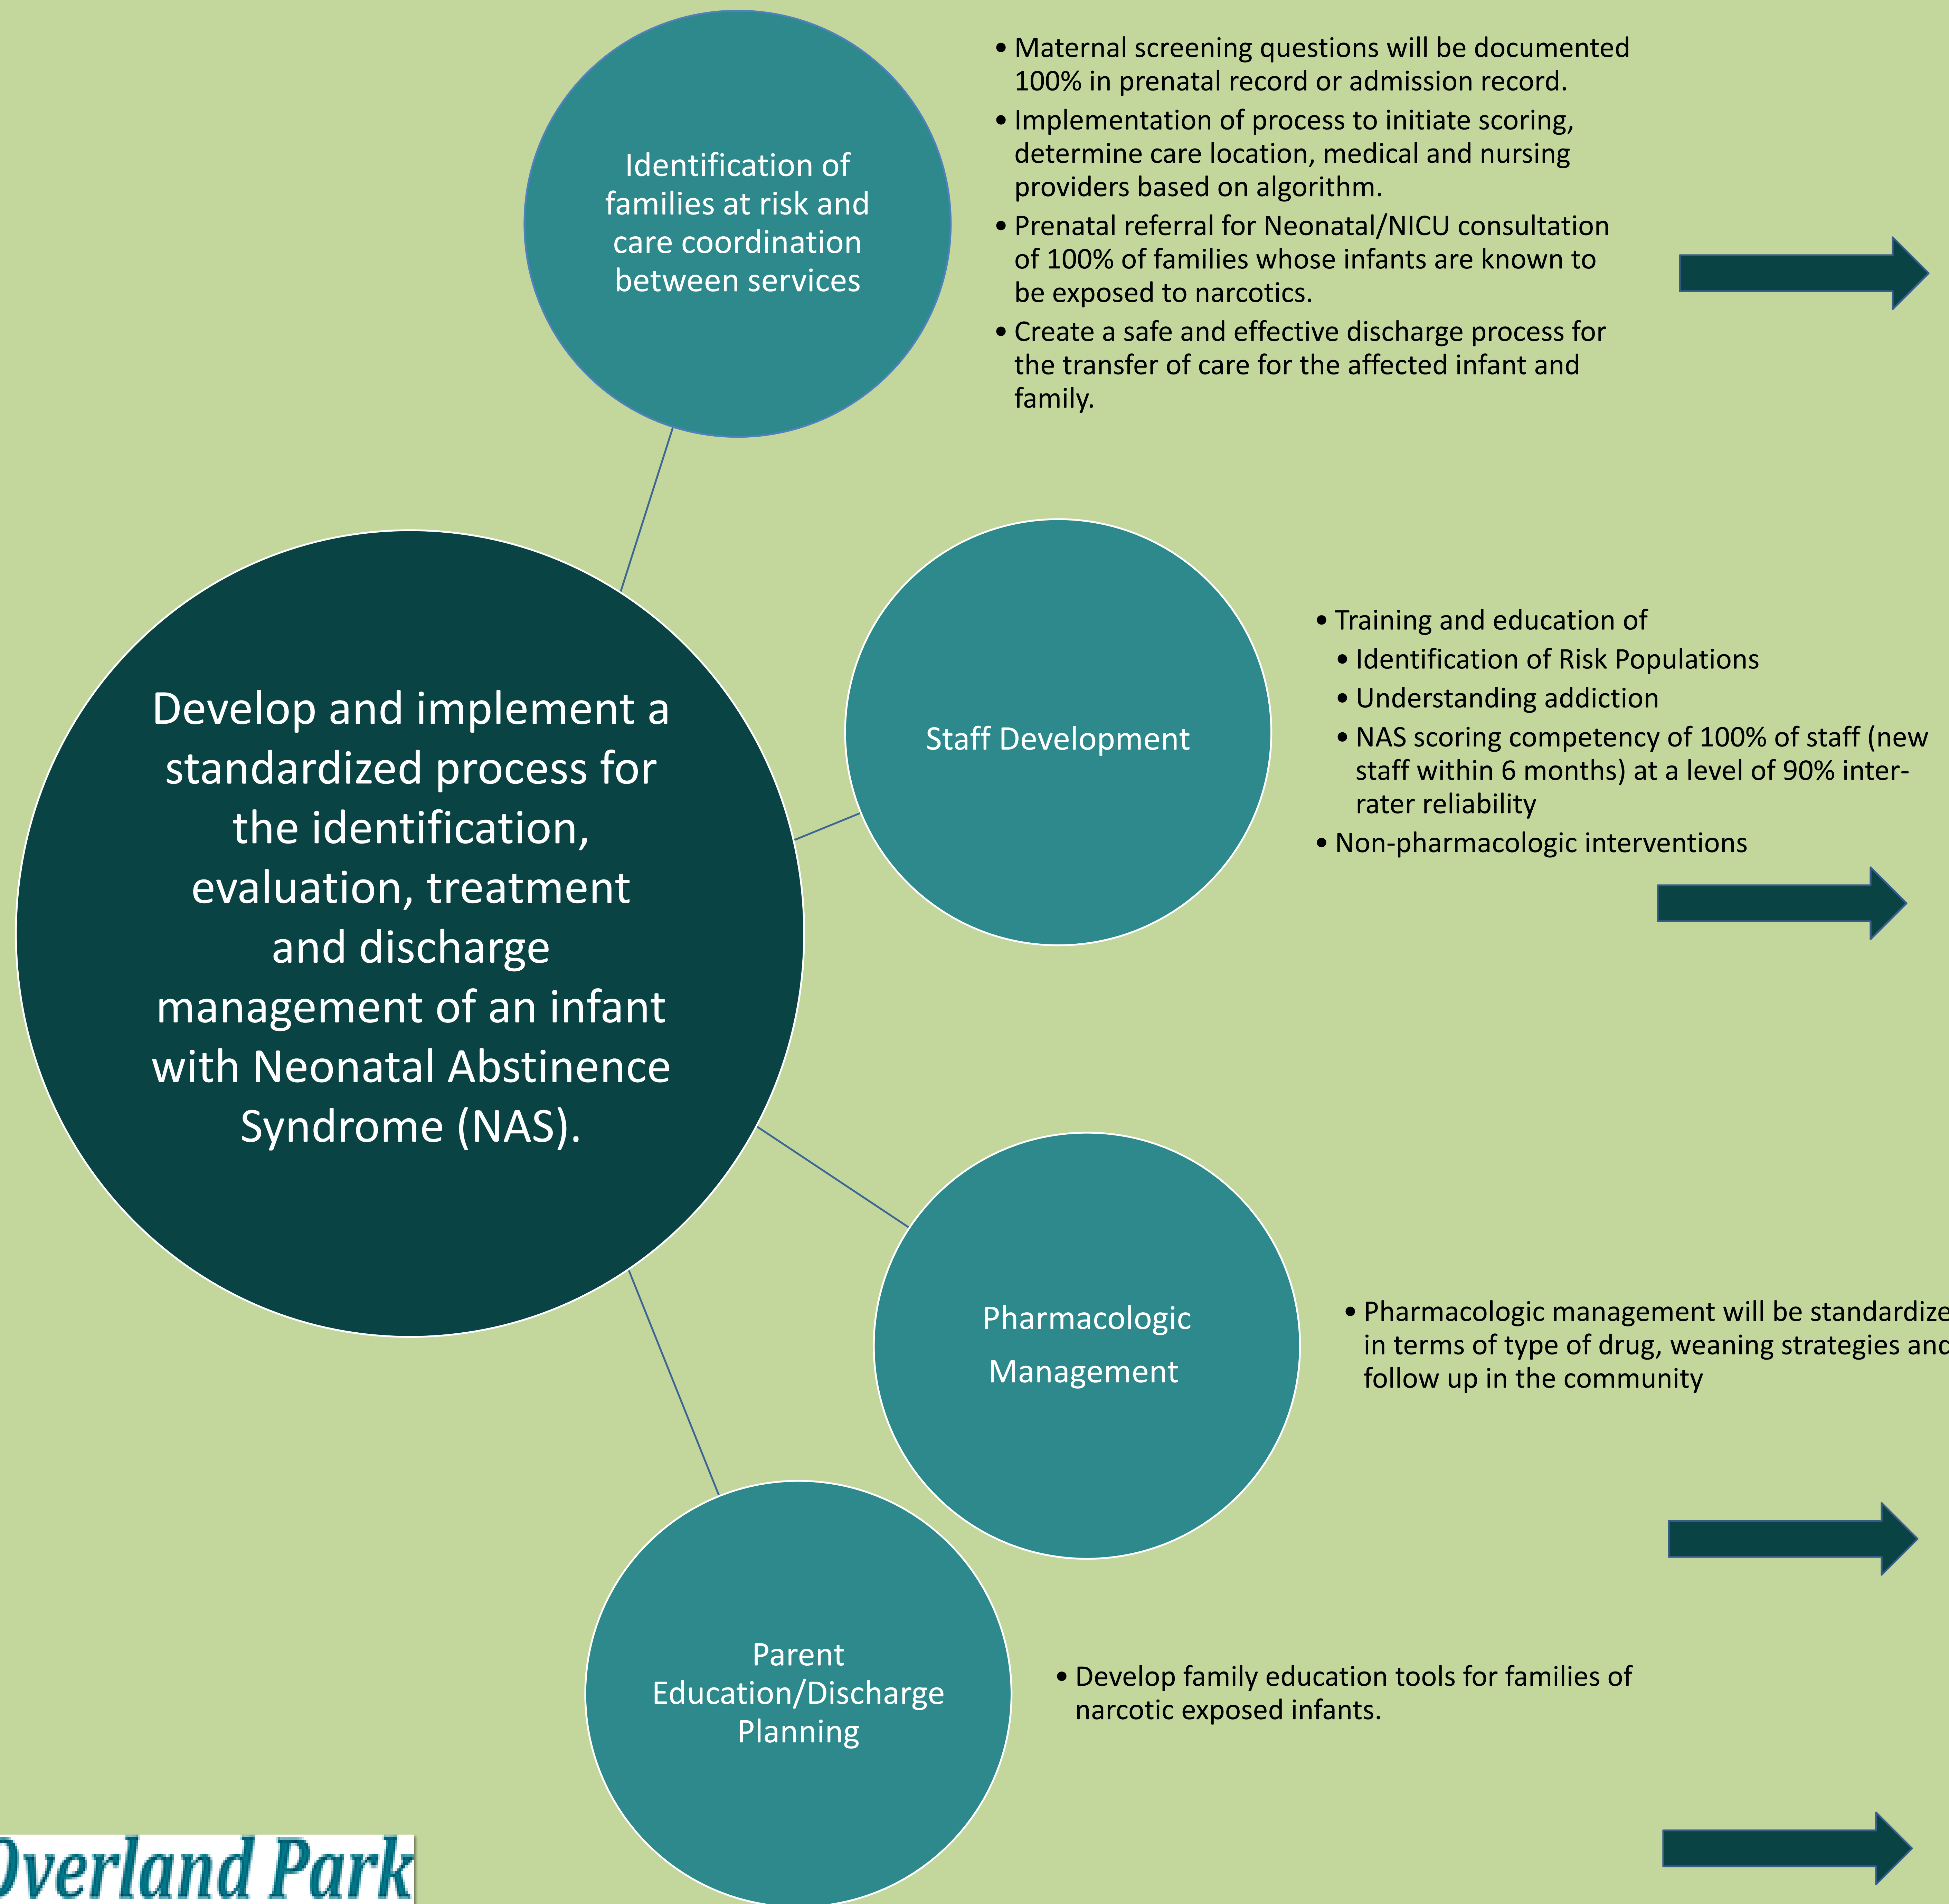 Identification of
families at risk and
care coordination
between services
• Maternal screening questions will be documented
100% in prenatal record or admission record.
• Implementation of process to initiate scoring,
determine care location, medical and nursing
providers based on algorithm.
• Prenatal referral for Neonatal/NICU consultation
of 100% of families whose infants are known to
be exposed to narcotics.
• Create a safe and effective discharge process for
the transfer of care for the affected infant and
family.
Develop and implement a
standardized process for
the identification,
evaluation, treatment
and discharge
management of an infant
with Neonatal Abstinence
Syndrome (NAS).
Staff Development
• Training and education of
• Identification of Risk Populations
• Understanding addiction
• NAS scoring competency of 100% of staff (new
staff within 6 months) at a level of 90% inter-
rater reliability
• Non-pharmacologic interventions
Pharmacologic
Management
• Pharmacologic management will be standardize
in terms of type of drug, weaning strategies and
follow up in the community
Parent
Education/Discharge
Planning
• Develop family education tools for families of
narcotic exposed infants.
Overland Park